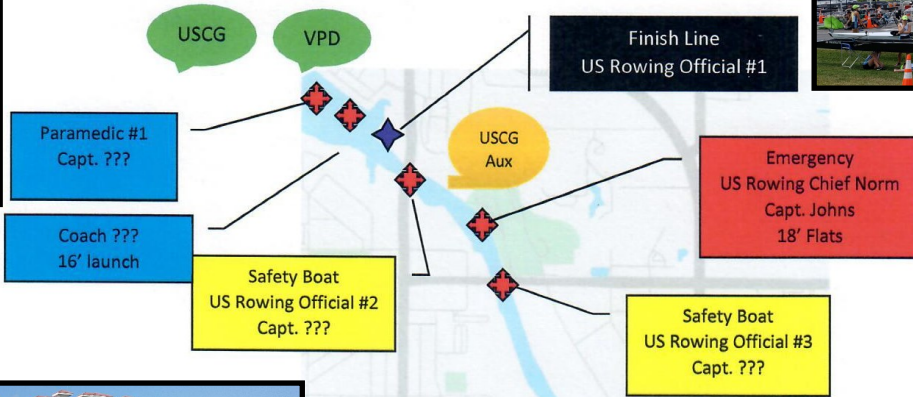 USCG
VPD
Finish Line
US Rowing Official #1
Paramedic #1
Capt. ???
USCG
Aux
Emergency
US Rowing Chief Norm
Capt. Johns
18' Flats
Coach ???
16' launch
Safety Boat
US Rowing Official #2
Capt. ???
Safety Boat
US Rowing Official #3
Capt. ???